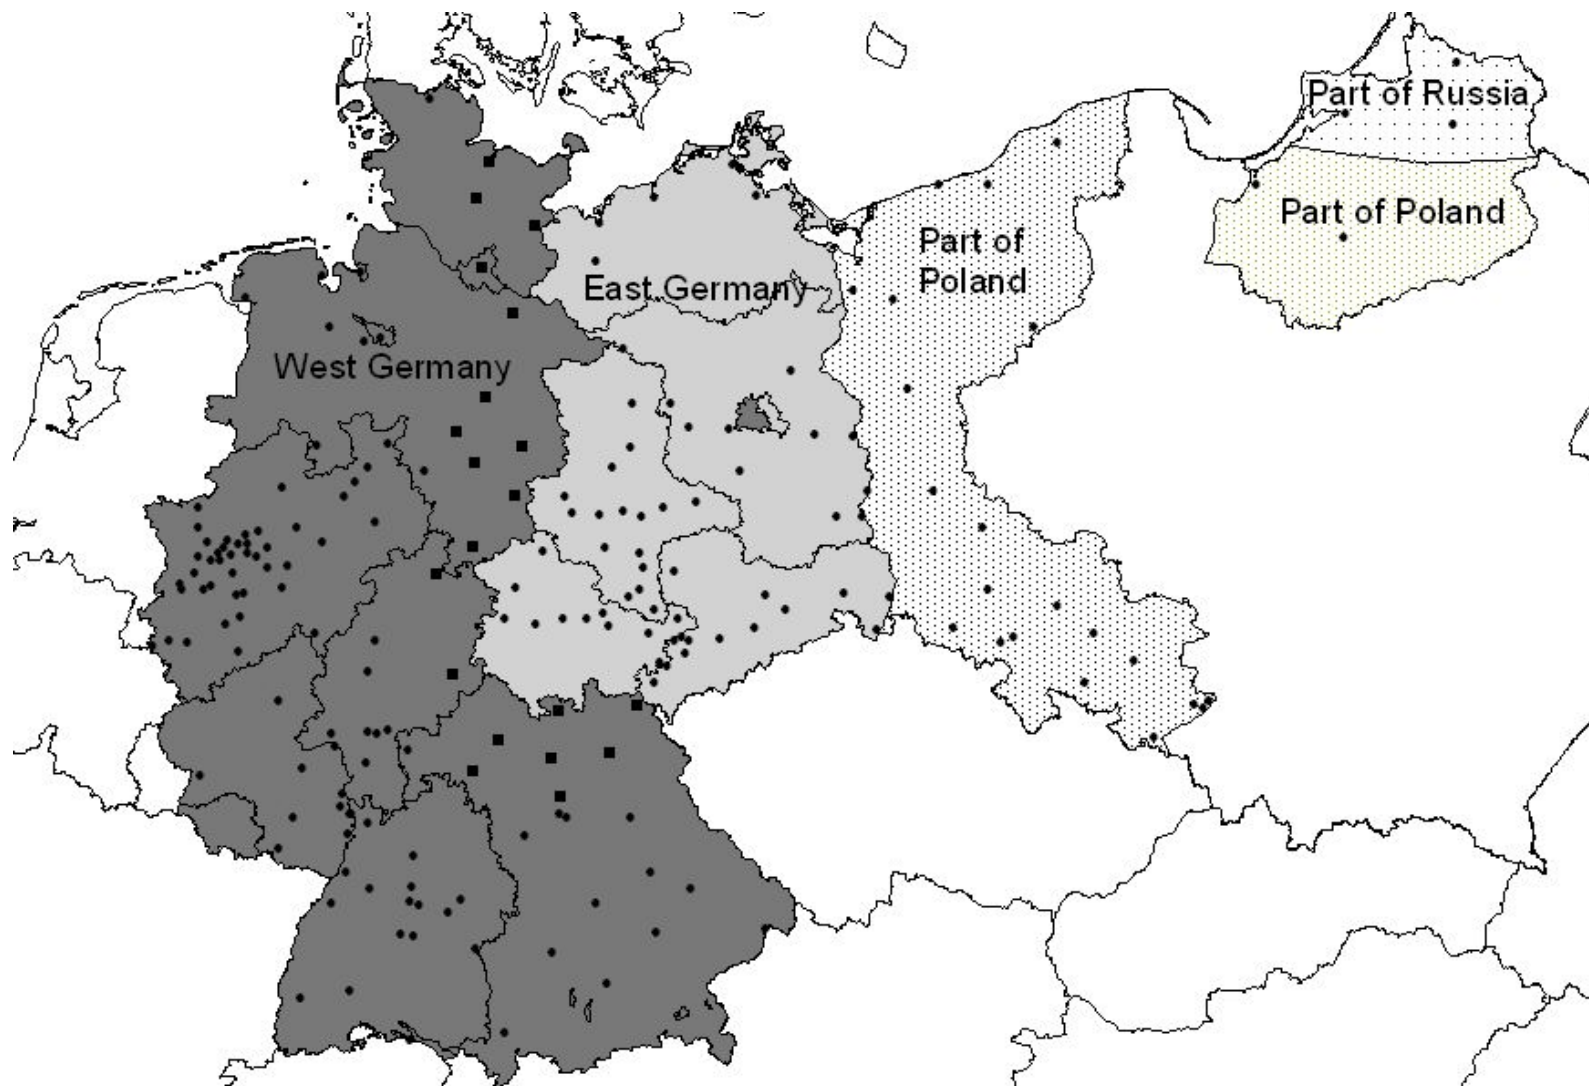 Part of Russia
Part of Poland
Part of
Poland
East Germany
West Germany